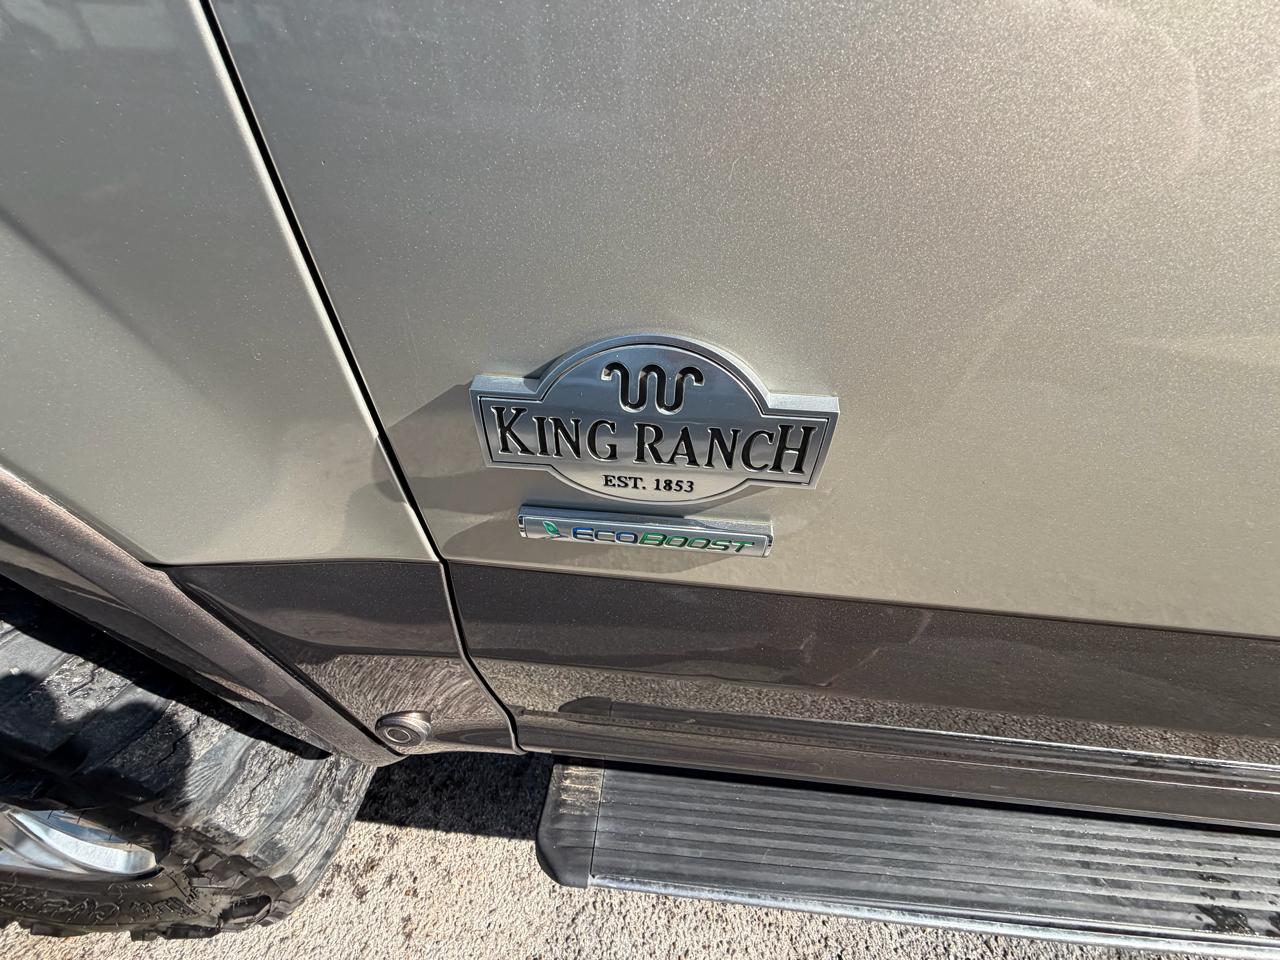 KING RANCH
EST. 1853
ECOBOOST